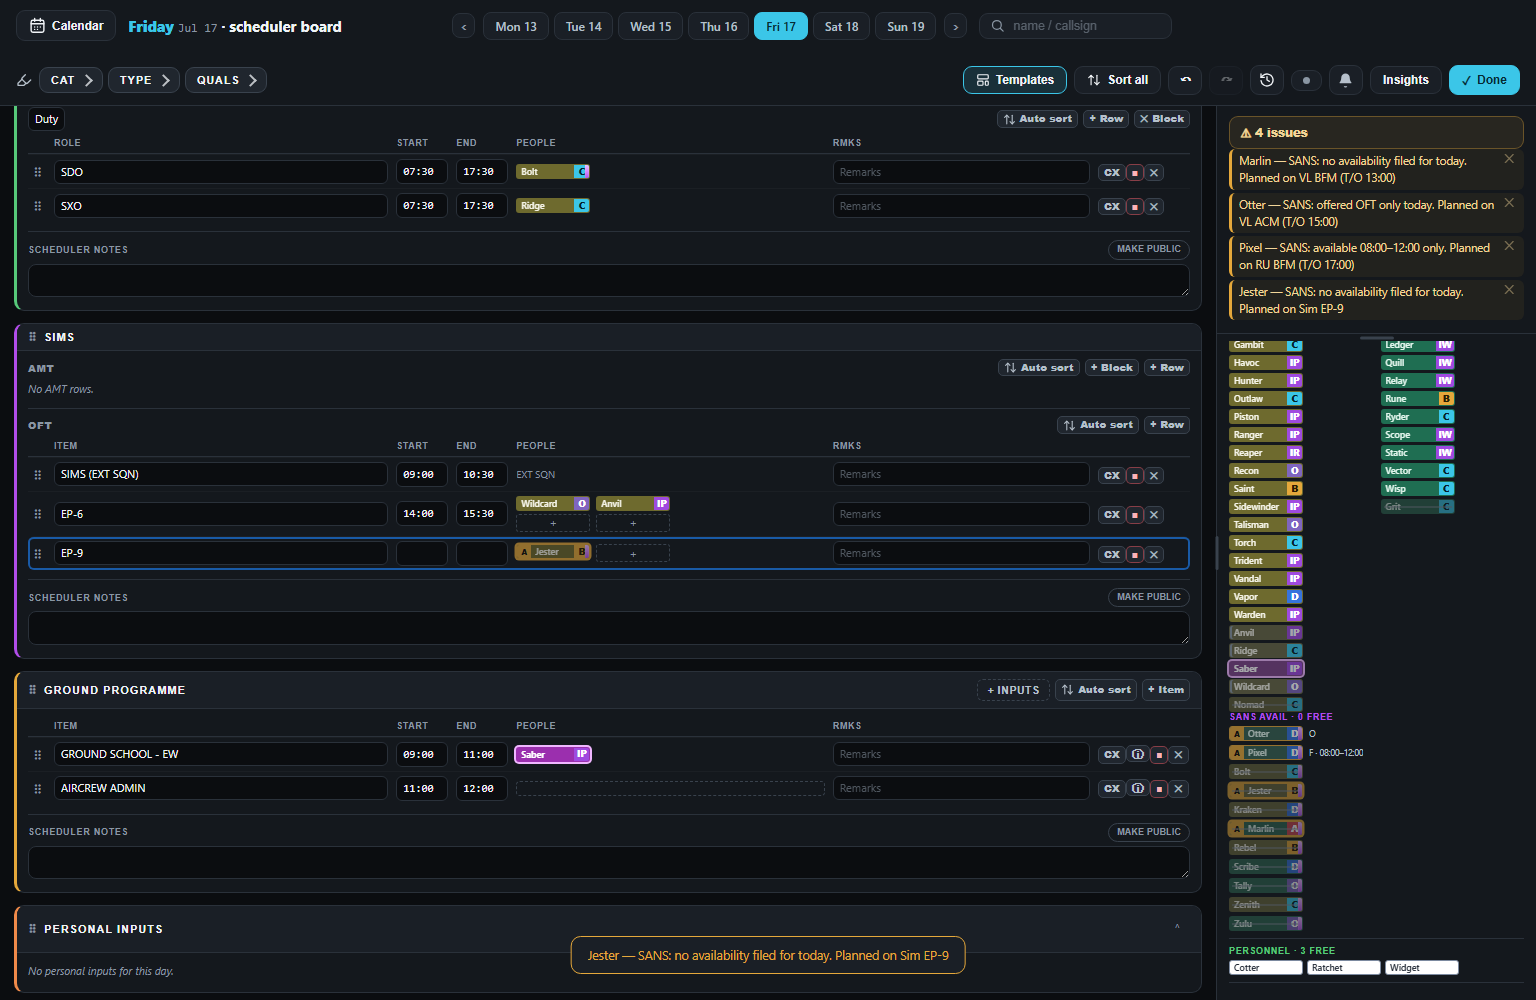 Calendar
Friday Jul 17 · scheduler board
‹ Mon 13 Tue 14 Wed 15 Thu 16 Fri 17 Sat 18 Sun 19 ›
name / callsign
CAT TYPE QUALS
Templates Sort all Insights ✓ Done
Duty Auto sort + Row × Block
ROLE START END PEOPLE RMKS
SDO 07:30 17:30 Bolt C Remarks CX
SXO 07:30 17:30 Ridge C Remarks CX
SCHEDULER NOTES MAKE PUBLIC
SIMS
AMT Auto sort + Block + Row
No AMT rows.
OFT Auto sort + Row
ITEM START END PEOPLE RMKS
SIMS (EXT SQN) 09:00 10:30 EXT SQN Remarks CX
EP-6 14:00 15:30 Wildcard O Anvil IP Remarks CX
+ +
EP-9 A Jester B + Remarks CX
SCHEDULER NOTES MAKE PUBLIC
GROUND PROGRAMME + INPUTS Auto sort + Item
ITEM START END PEOPLE RMKS
GROUND SCHOOL - EW 09:00 11:00 Saber IP Remarks CX
AIRCREW ADMIN 11:00 12:00 Remarks CX
SCHEDULER NOTES MAKE PUBLIC
PERSONAL INPUTS
No personal inputs for this day.
Jester — SANS: no availability filed for today. Planned on Sim EP-9
⚠ 4 issues
Marlin — SANS: no availability filed for today.
Planned on VL BFM (T/O 13:00)
Otter — SANS: offered OFT only today. Planned on
VL ACM (T/O 15:00)
Pixel — SANS: available 08:00–12:00 only. Planned
on RU BFM (T/O 17:00)
Jester — SANS: no availability filed for today.
Planned on Sim EP-9
Gambit C Ledger IW
Havoc IP Quill IW
Hunter IP Relay IW
Outlaw C Rune B
Piston IP Ryder C
Ranger IP Scope IW
Reaper IR Static IW
Recon O Vector C
Saint B Wisp C
Sidewinder IP Grit C
Talisman O
Torch C
Trident IP
Vandal IP
Vapor D
Warden IP
Anvil IP
Ridge C
Saber IP
Wildcard O
Nomad C
SANS AVAIL · 0 FREE
A Otter D O
A Pixel D F · 08:00–12:00
Bolt C
A Jester B
Kraken D
A Marlin A
Rebel B
Scribe D
Tally O
Zenith C
Zulu O
PERSONNEL · 3 FREE
Cotter Ratchet Widget